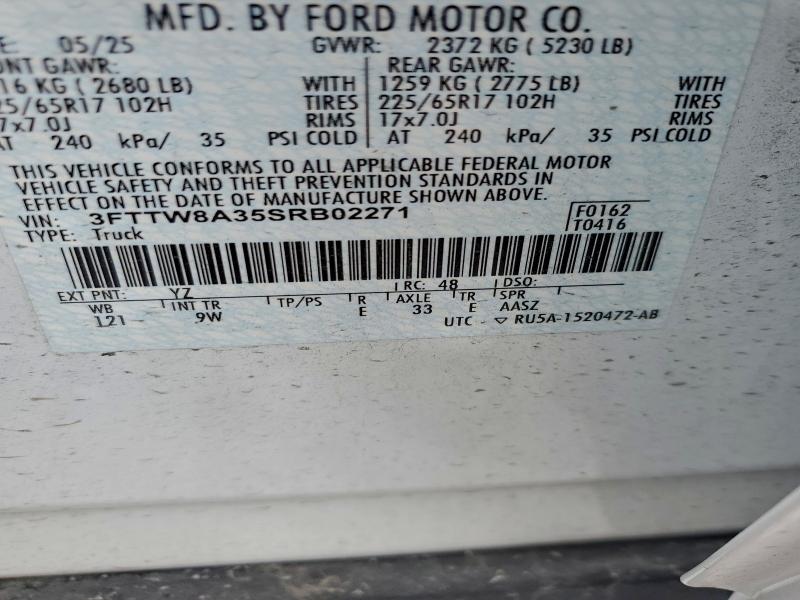 MFD. BY FORD MOTOR CO.
E: 05/25 GVWR: 2372 KG ( 5230 LB)
ONT GAWR: REAR GAWR:
16 KG ( 2680 LB) WITH 1259 KG ( 2775 LB) WITH
25/65R17 102H TIRES 225/65R17 102H TIRES
7x7.0J RIMS 17x7.0J RIMS
AT 240 kPa/ 35 PSI COLD AT 240 kPa/ 35 PSI COLD
THIS VEHICLE CONFORMS TO ALL APPLICABLE FEDERAL MOTOR
VEHICLE SAFETY AND THEFT PREVENTION STANDARDS IN
EFFECT ON THE DATE OF MANUFACTURE SHOWN ABOVE.
VIN: 3FTTW8A35SRB02271 F0162
TYPE: Truck T0416
EXT PNT: YZ RC: 48 DSO:
WB INT TR TP/PS R AXLE TR SPR
121 9W E 33 E AASZ
UTC - ▽ RU5A-1520472-AB